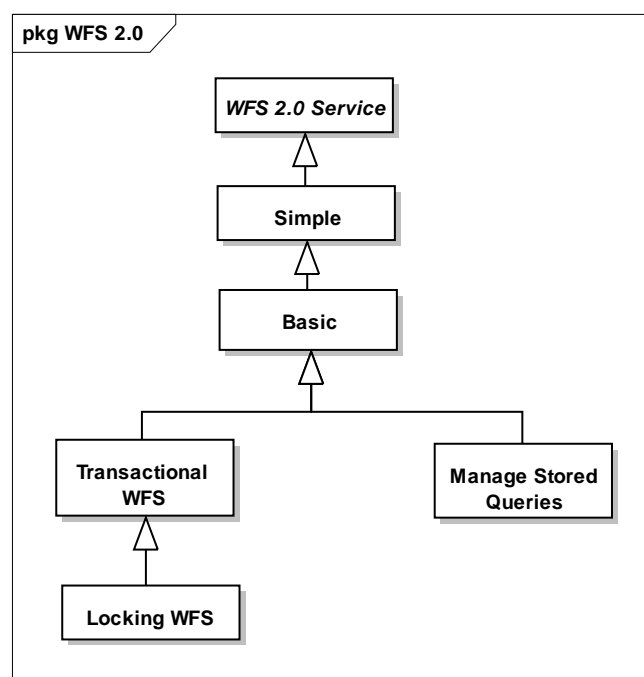 pkg WFS 2.0
WFS 2.0 Service
Simple
Basic
Transactional
WFS
Manage Stored
Queries
Locking WFS